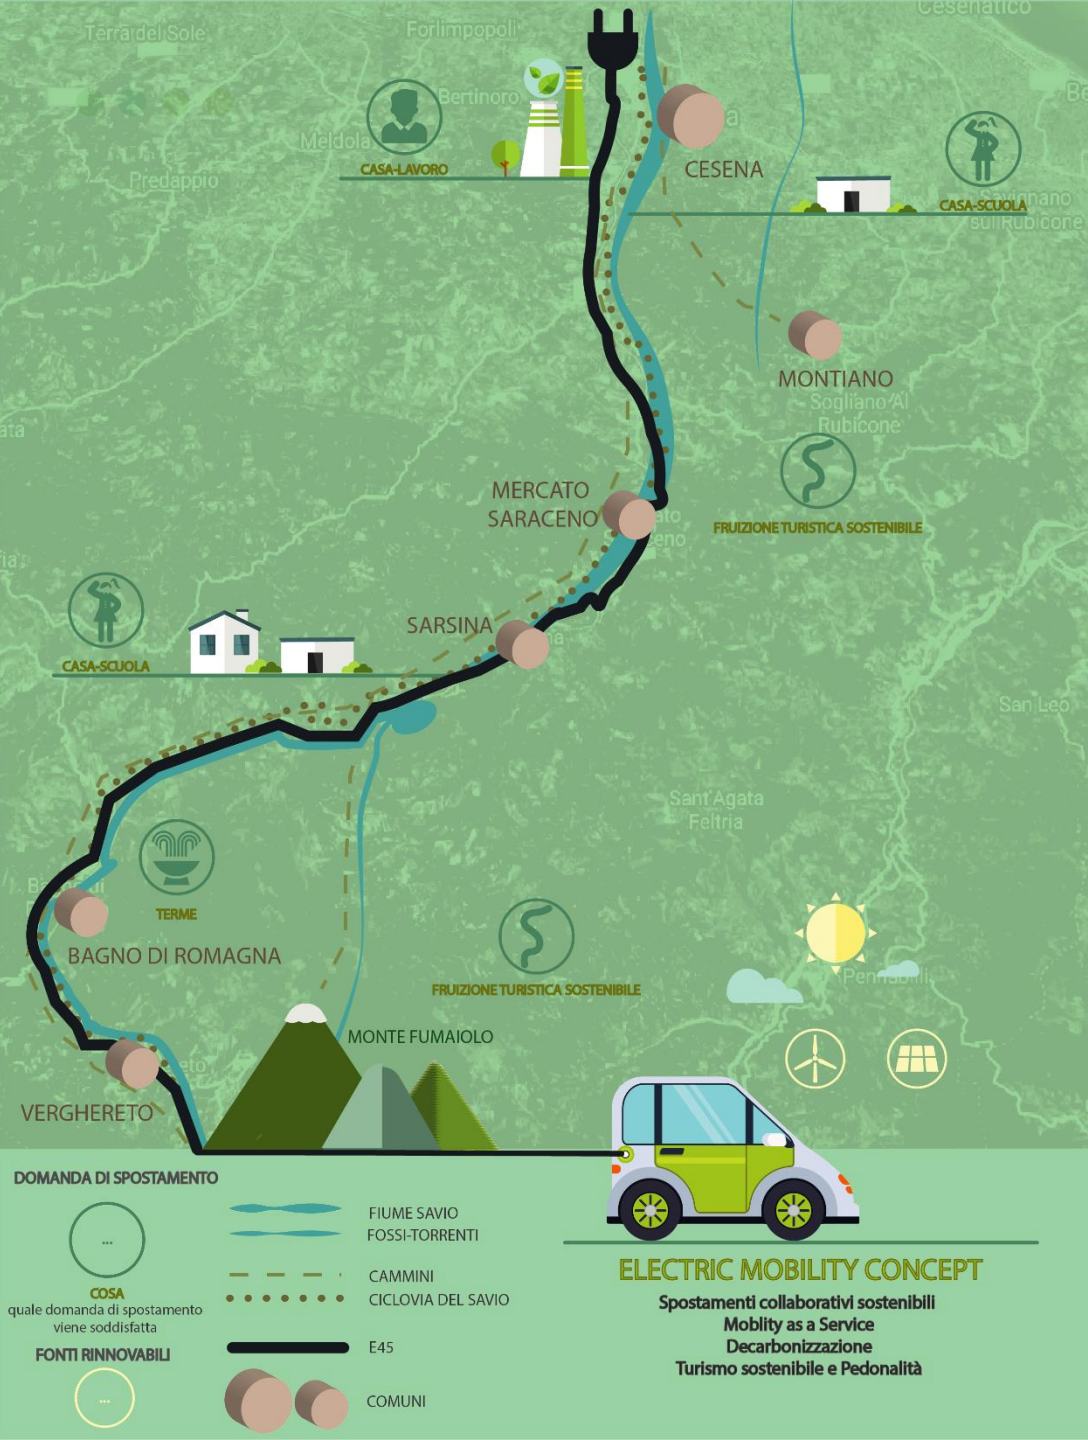 Terra del Sole
Forlimpopoli
Cesenatico
Bertinoro
Meldola
CASA-LAVORO
Predappio
CESENA
CASA-SCUOLA
Savignano
sull Rubicone
MONTIANO
Sogliano Al
Rubicone
MERCATO
SARACENO
FRUIZIONE TURISTICA SOSTENIBILE
SARSINA
CASA-SCUOLA
San Leo
Sant'Agata
Feltria
TERME
BAGNO DI ROMAGNA
Pennabilli
FRUIZIONE TURISTICA SOSTENIBILE
MONTE FUMAIOLO
VERGHERETO
DOMANDA DI SPOSTAMENTO
...
COSA
quale domanda di spostamento
viene soddisfatta
FONTI RINNOVABILI
...
FIUME SAVIO
FOSSI-TORRENTI
CAMMINI
CICLOVIA DEL SAVIO
E45
COMUNI
ELECTRIC MOBILITY CONCEPT
Spostamenti collaborativi sostenibili
Moblity as a Service
Decarbonizzazione
Turismo sostenibile e Pedonalità